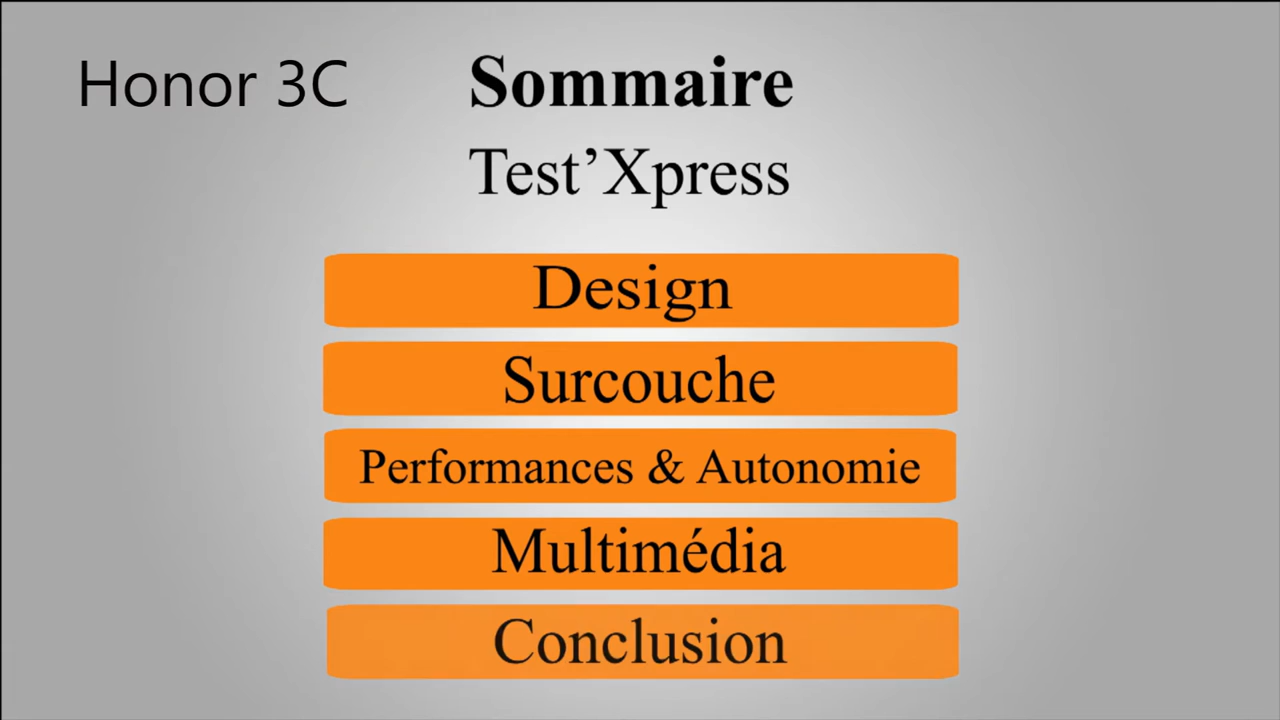 Honor 3C
Sommaire
Test’Xpress
Design
Surcouche
Performances & Autonomie
Multimédia
Conclusion